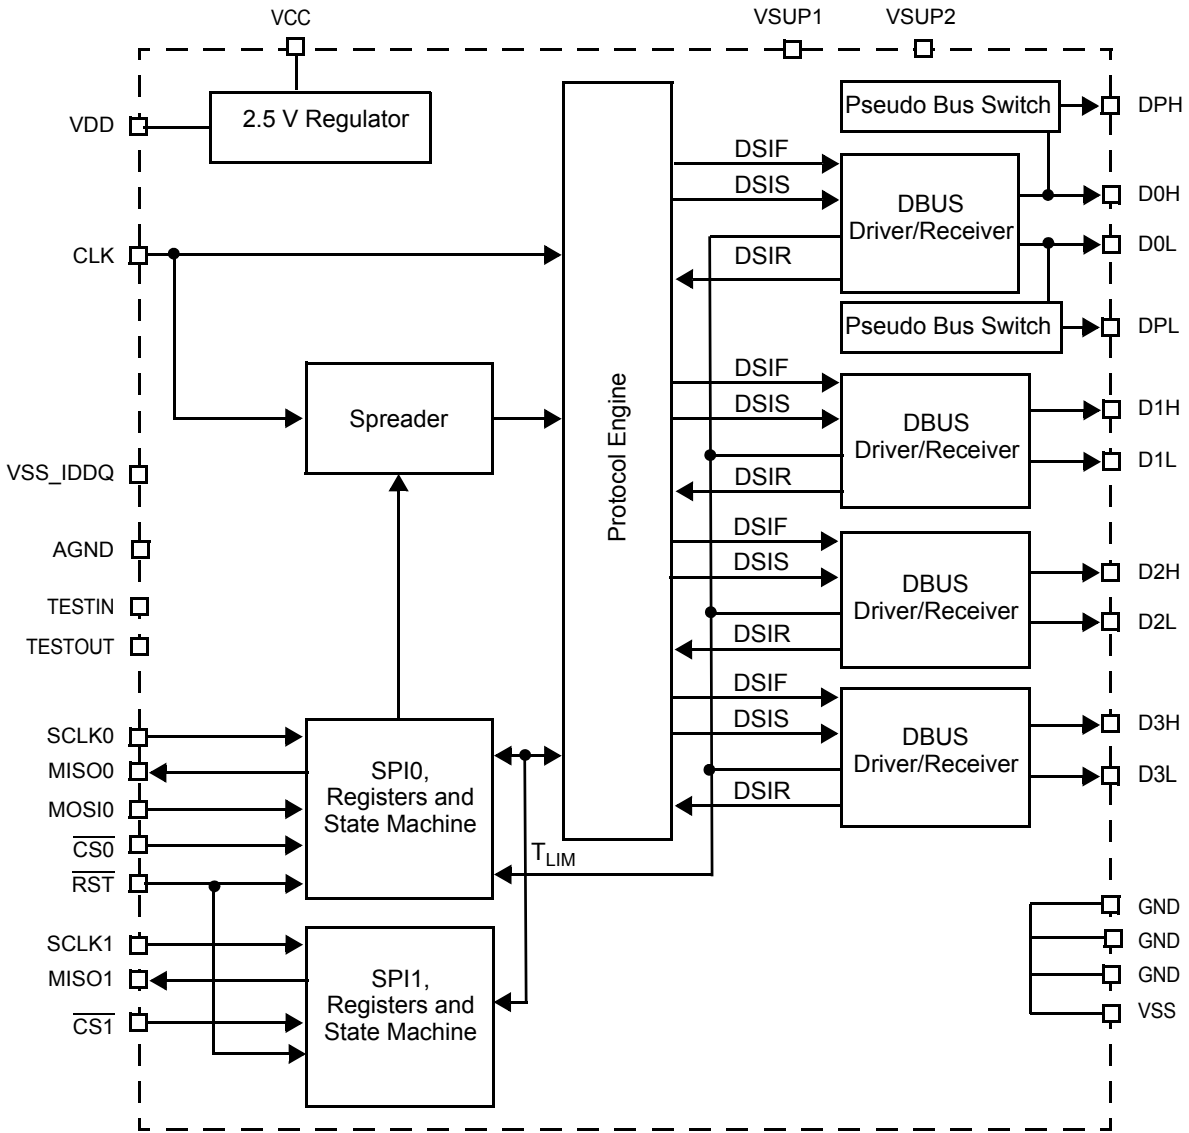 VCC
VSUP1
VSUP2
VDD
2.5 V Regulator
Pseudo Bus Switch
DPH
DSIF
DSIS
DBUS
Driver/Receiver
D0H
D0L
CLK
DSIR
Pseudo Bus Switch
DPL
Spreader
Protocol Engine
DSIF
DSIS
DBUS
Driver/Receiver
D1H
D1L
VSS_IDDQ
DSIR
AGND
DSIF
DSIS
DBUS
Driver/Receiver
D2H
D2L
TESTIN
TESTOUT
DSIR
DSIF
DSIS
DBUS
Driver/Receiver
D3H
D3L
DSIR
SCLK0
MISO0
MOSI0
CS0
RST
SPI0,
Registers and
State Machine
TLIM
SCLK1
MISO1
CS1
SPI1,
Registers and
State Machine
GND
GND
GND
VSS